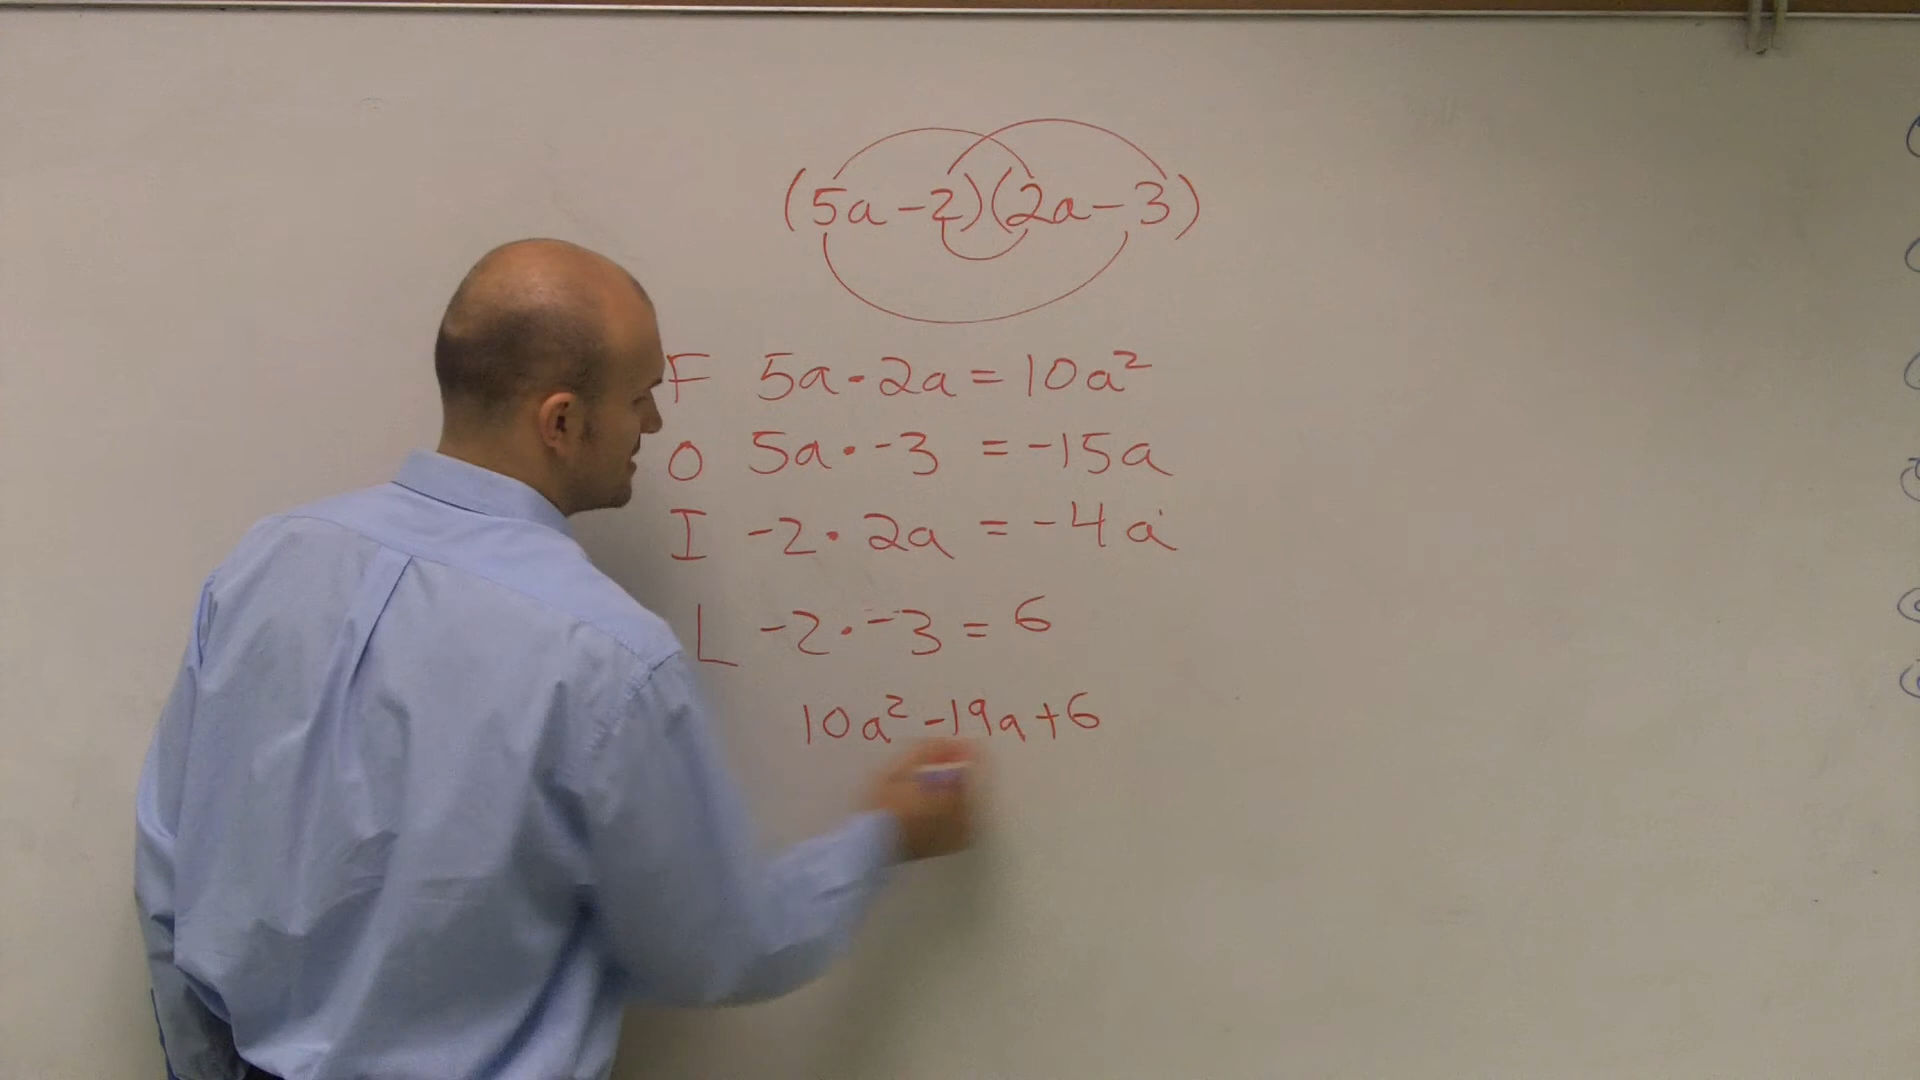 (5a-2)(2a-3)
F 5a·2a = 10a²
O 5a·-3 = -15a
I -2·2a = -4a
L -2·-3 = 6
10a²-19a+6